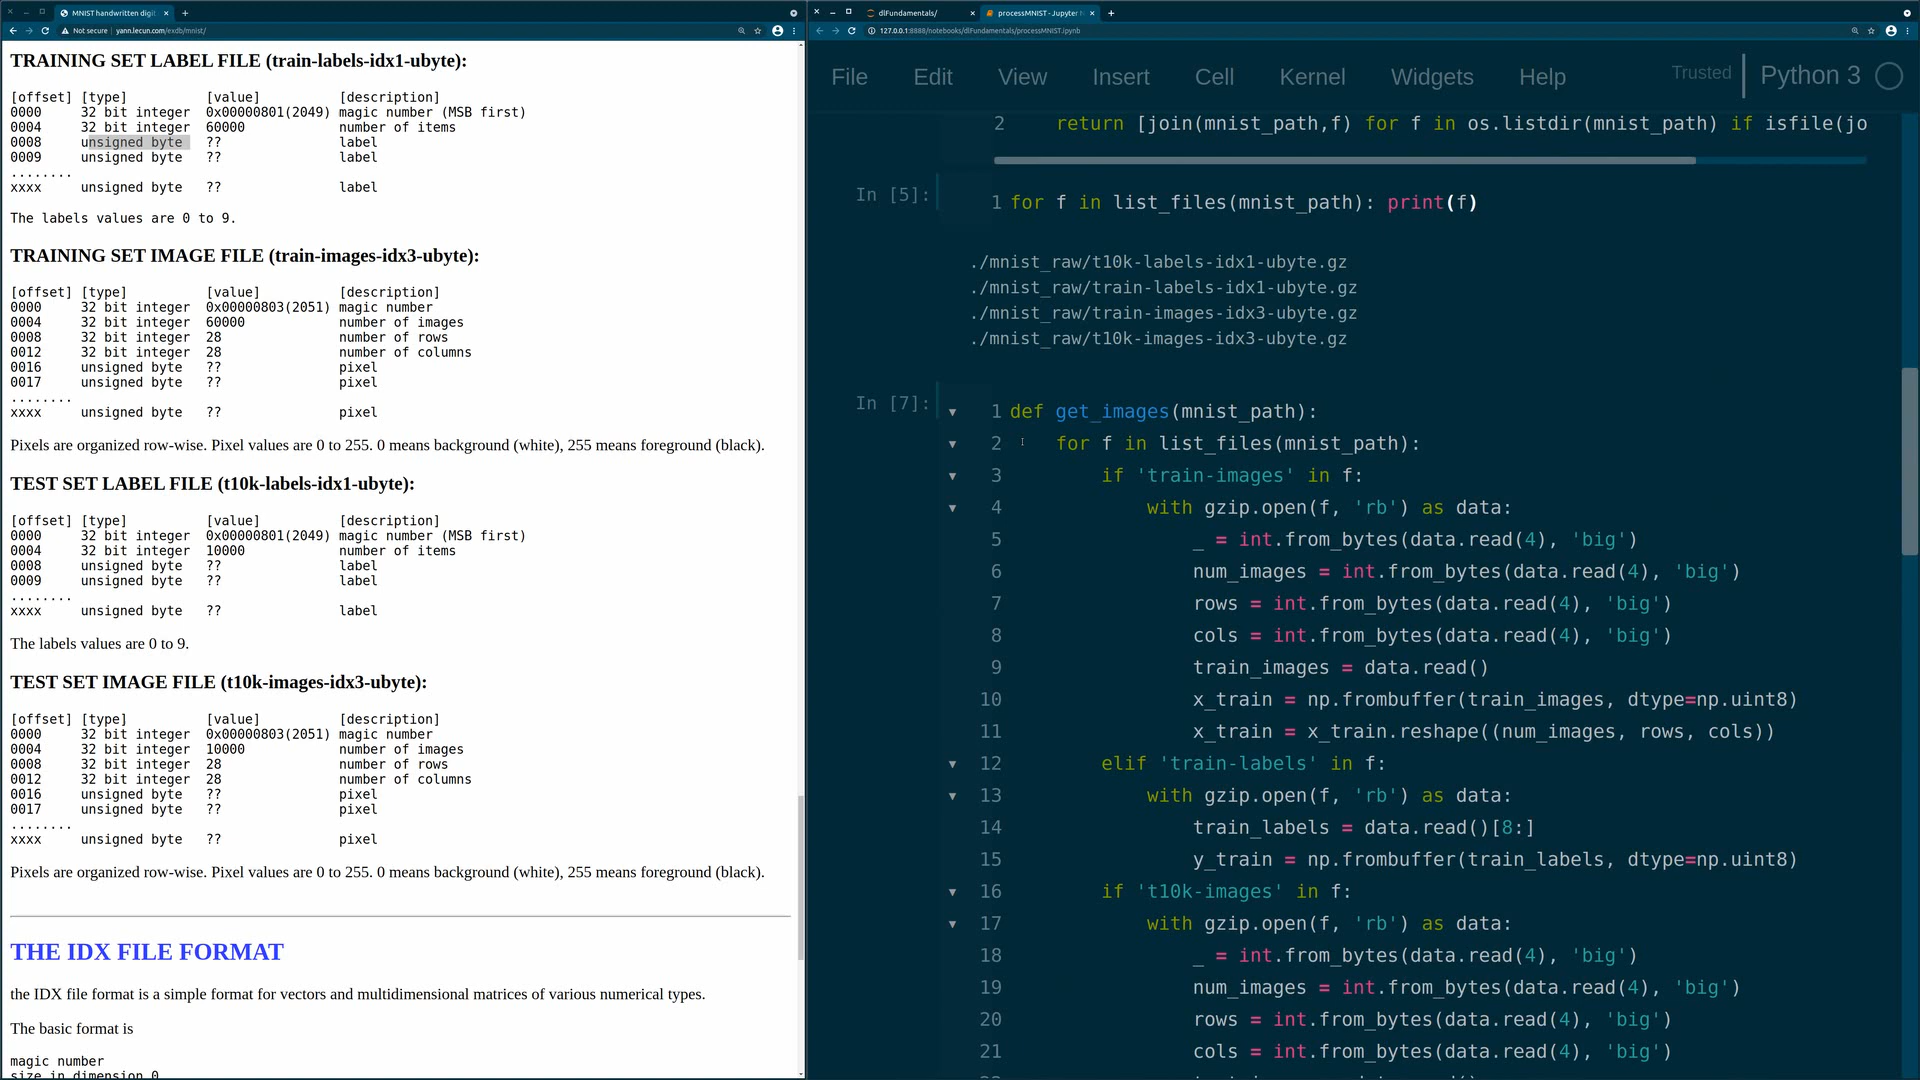 MNIST handwritten digit
Not secure | yann.lecun.com/exdb/mnist/
TRAINING SET LABEL FILE (train-labels-idx1-ubyte):
[offset] [type]          [value]          [description]
0000     32 bit integer  0x00000801(2049) magic number (MSB first)
0004     32 bit integer  60000            number of items
0008     unsigned byte   ??               label
0009     unsigned byte   ??               label
........
xxxx     unsigned byte   ??               label
The labels values are 0 to 9.
TRAINING SET IMAGE FILE (train-images-idx3-ubyte):
[offset] [type]          [value]          [description]
0000     32 bit integer  0x00000803(2051) magic number
0004     32 bit integer  60000            number of images
0008     32 bit integer  28               number of rows
0012     32 bit integer  28               number of columns
0016     unsigned byte   ??               pixel
0017     unsigned byte   ??               pixel
........
xxxx     unsigned byte   ??               pixel
Pixels are organized row-wise. Pixel values are 0 to 255. 0 means background (white), 255 means foreground (black).
TEST SET LABEL FILE (t10k-labels-idx1-ubyte):
[offset] [type]          [value]          [description]
0000     32 bit integer  0x00000801(2049) magic number (MSB first)
0004     32 bit integer  10000            number of items
0008     unsigned byte   ??               label
0009     unsigned byte   ??               label
........
xxxx     unsigned byte   ??               label
The labels values are 0 to 9.
TEST SET IMAGE FILE (t10k-images-idx3-ubyte):
[offset] [type]          [value]          [description]
0000     32 bit integer  0x00000803(2051) magic number
0004     32 bit integer  10000            number of images
0008     32 bit integer  28               number of rows
0012     32 bit integer  28               number of columns
0016     unsigned byte   ??               pixel
0017     unsigned byte   ??               pixel
........
xxxx     unsigned byte   ??               pixel
Pixels are organized row-wise. Pixel values are 0 to 255. 0 means background (white), 255 means foreground (black).
THE IDX FILE FORMAT
the IDX file format is a simple format for vectors and multidimensional matrices of various numerical types.
The basic format is
magic number
size in dimension 0
dlFundamentals/
processMNIST - Jupyter N
127.0.0.1:8888/notebooks/dlFundamentals/processMNIST.ipynb
File Edit View Insert Cell Kernel Widgets Help Trusted Python 3
2     return [join(mnist_path,f) for f in os.listdir(mnist_path) if isfile(jo
In [5]:
1 for f in list_files(mnist_path): print(f)
./mnist_raw/t10k-labels-idx1-ubyte.gz
./mnist_raw/train-labels-idx1-ubyte.gz
./mnist_raw/train-images-idx3-ubyte.gz
./mnist_raw/t10k-images-idx3-ubyte.gz
In [7]:
1 def get_images(mnist_path):
2     for f in list_files(mnist_path):
3         if 'train-images' in f:
4             with gzip.open(f, 'rb') as data:
5                 _ = int.from_bytes(data.read(4), 'big')
6                 num_images = int.from_bytes(data.read(4), 'big')
7                 rows = int.from_bytes(data.read(4), 'big')
8                 cols = int.from_bytes(data.read(4), 'big')
9                 train_images = data.read()
10                 x_train = np.frombuffer(train_images, dtype=np.uint8)
11                 x_train = x_train.reshape((num_images, rows, cols))
12         elif 'train-labels' in f:
13             with gzip.open(f, 'rb') as data:
14                 train_labels = data.read()[8:]
15                 y_train = np.frombuffer(train_labels, dtype=np.uint8)
16         if 't10k-images' in f:
17             with gzip.open(f, 'rb') as data:
18                 _ = int.from_bytes(data.read(4), 'big')
19                 num_images = int.from_bytes(data.read(4), 'big')
20                 rows = int.from_bytes(data.read(4), 'big')
21                 cols = int.from_bytes(data.read(4), 'big')